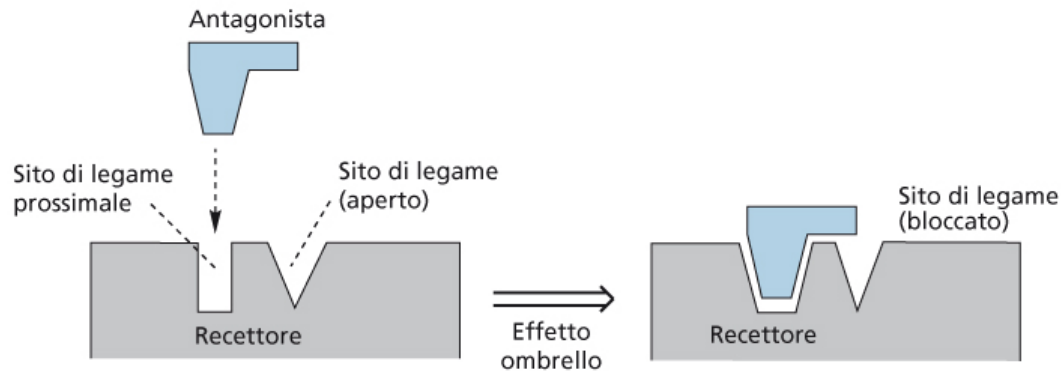 Antagonista
Sito di legame
prossimale
Sito di legame
(aperto)
Recettore
Effetto
ombrello
Sito di legame
(bloccato)
Recettore